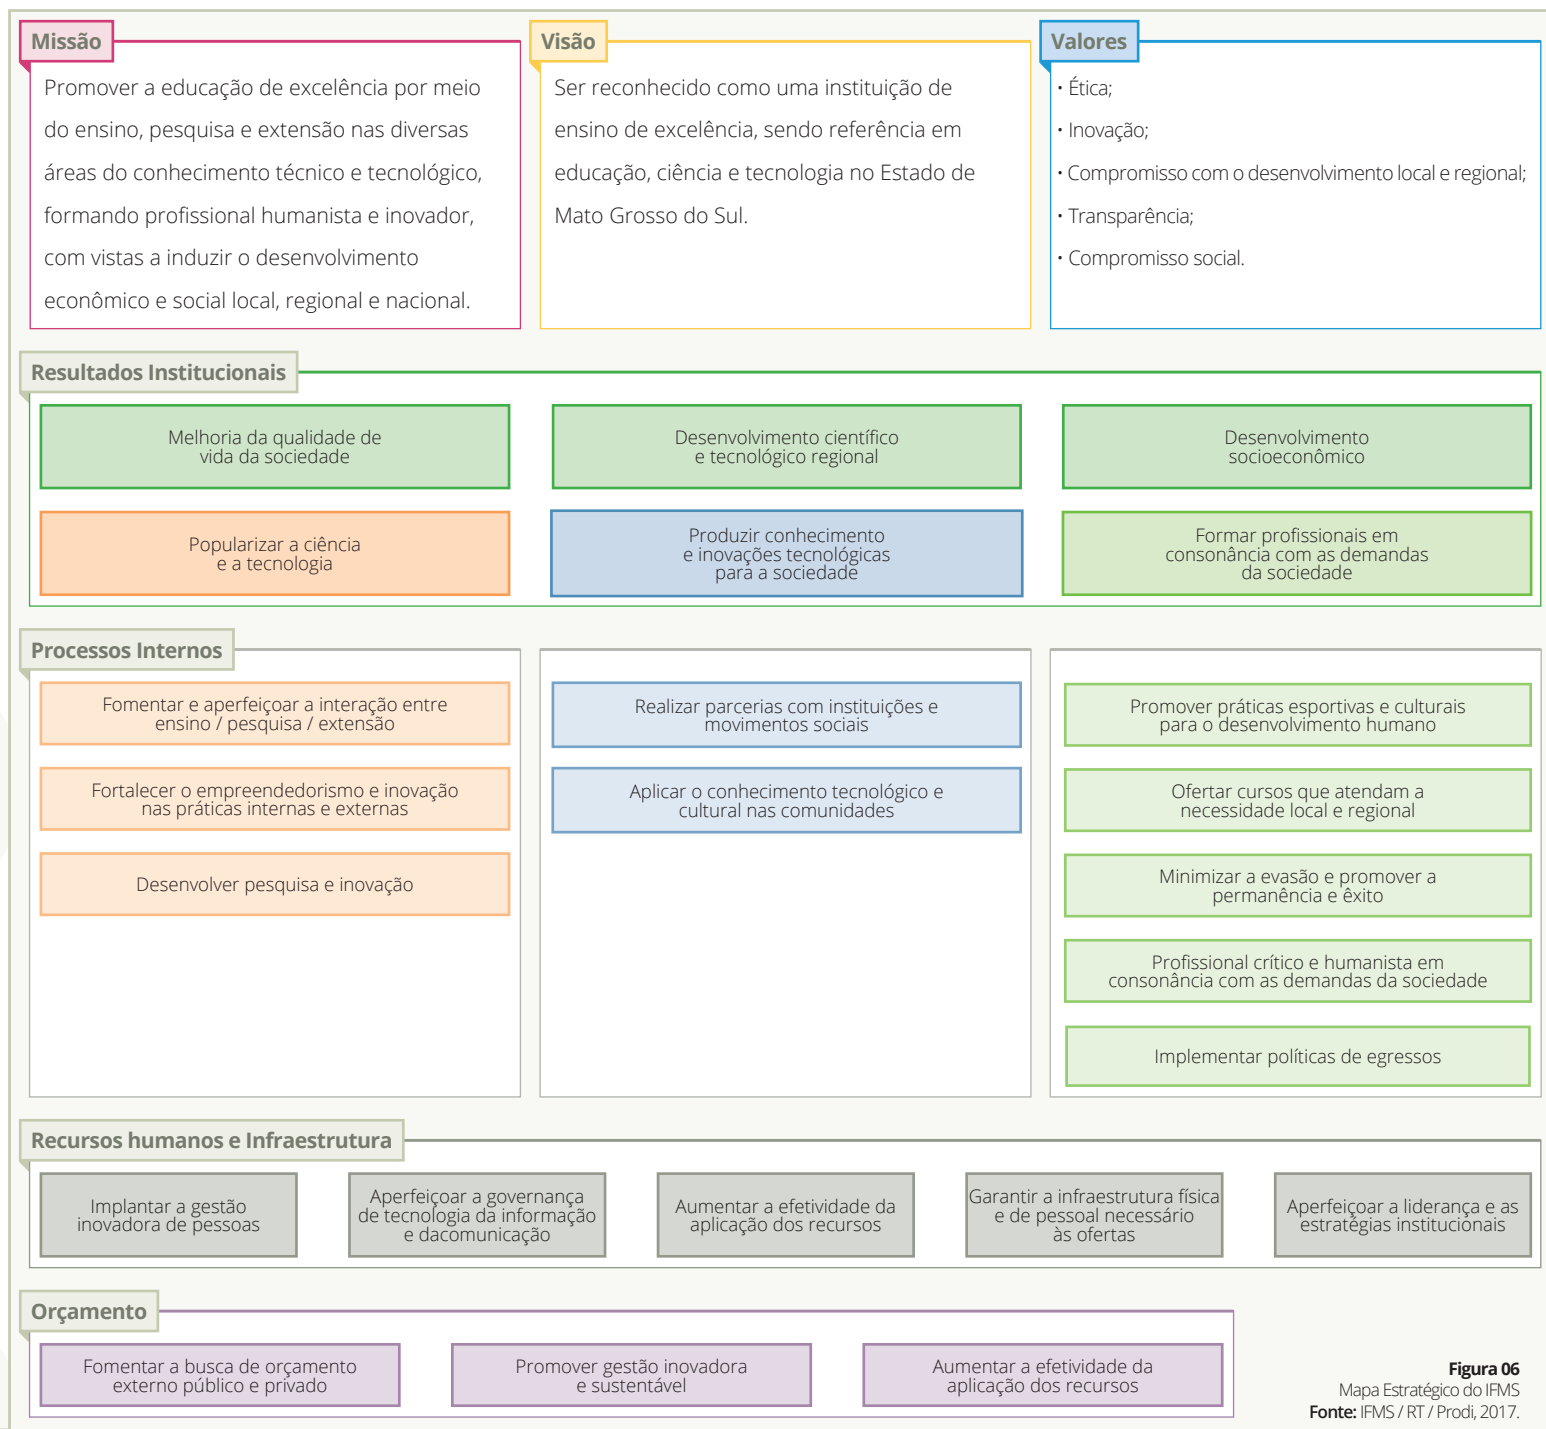 Missão
Promover a educação de excelência por meio
do ensino, pesquisa e extensão nas diversas
áreas do conhecimento técnico e tecnológico,
formando profissional humanista e inovador,
com vistas a induzir o desenvolvimento
econômico e social local, regional e nacional.
Visão
Ser reconhecido como uma instituição de
ensino de excelência, sendo referência em
educação, ciência e tecnologia no Estado de
Mato Grosso do Sul.
Valores
• Ética;
• Inovação;
• Compromisso com o desenvolvimento local e regional;
• Transparência;
• Compromisso social.
Resultados Institucionais
Melhoria da qualidade de
vida da sociedade
Desenvolvimento científico
e tecnológico regional
Desenvolvimento
socioeconômico
Popularizar a ciência
e a tecnologia
Produzir conhecimento
e inovações tecnológicas
para a sociedade
Formar profissionais em
consonância com as demandas
da sociedade
Processos Internos
Fomentar e aperfeiçoar a interação entre
ensino / pesquisa / extensão
Fortalecer o empreendedorismo e inovação
nas práticas internas e externas
Desenvolver pesquisa e inovação
Realizar parcerias com instituições e
movimentos sociais
Aplicar o conhecimento tecnológico e
cultural nas comunidades
Promover práticas esportivas e culturais
para o desenvolvimento humano
Ofertar cursos que atendam a
necessidade local e regional
Minimizar a evasão e promover a
permanência e êxito
Profissional crítico e humanista em
consonância com as demandas da sociedade
Implementar políticas de egressos
Recursos humanos e Infraestrutura
Implantar a gestão
inovadora de pessoas
Aperfeiçoar a governança
de tecnologia da informação
e dacomunicação
Aumentar a efetividade da
aplicação dos recursos
Garantir a infraestrutura física
e de pessoal necessário
às ofertas
Aperfeiçoar a liderança e as
estratégias institucionais
Orçamento
Fomentar a busca de orçamento
externo público e privado
Promover gestão inovadora
e sustentável
Aumentar a efetividade da
aplicação dos recursos
Figura 06
Mapa Estratégico do IFMS
Fonte: IFMS / RT / Prodi, 2017.